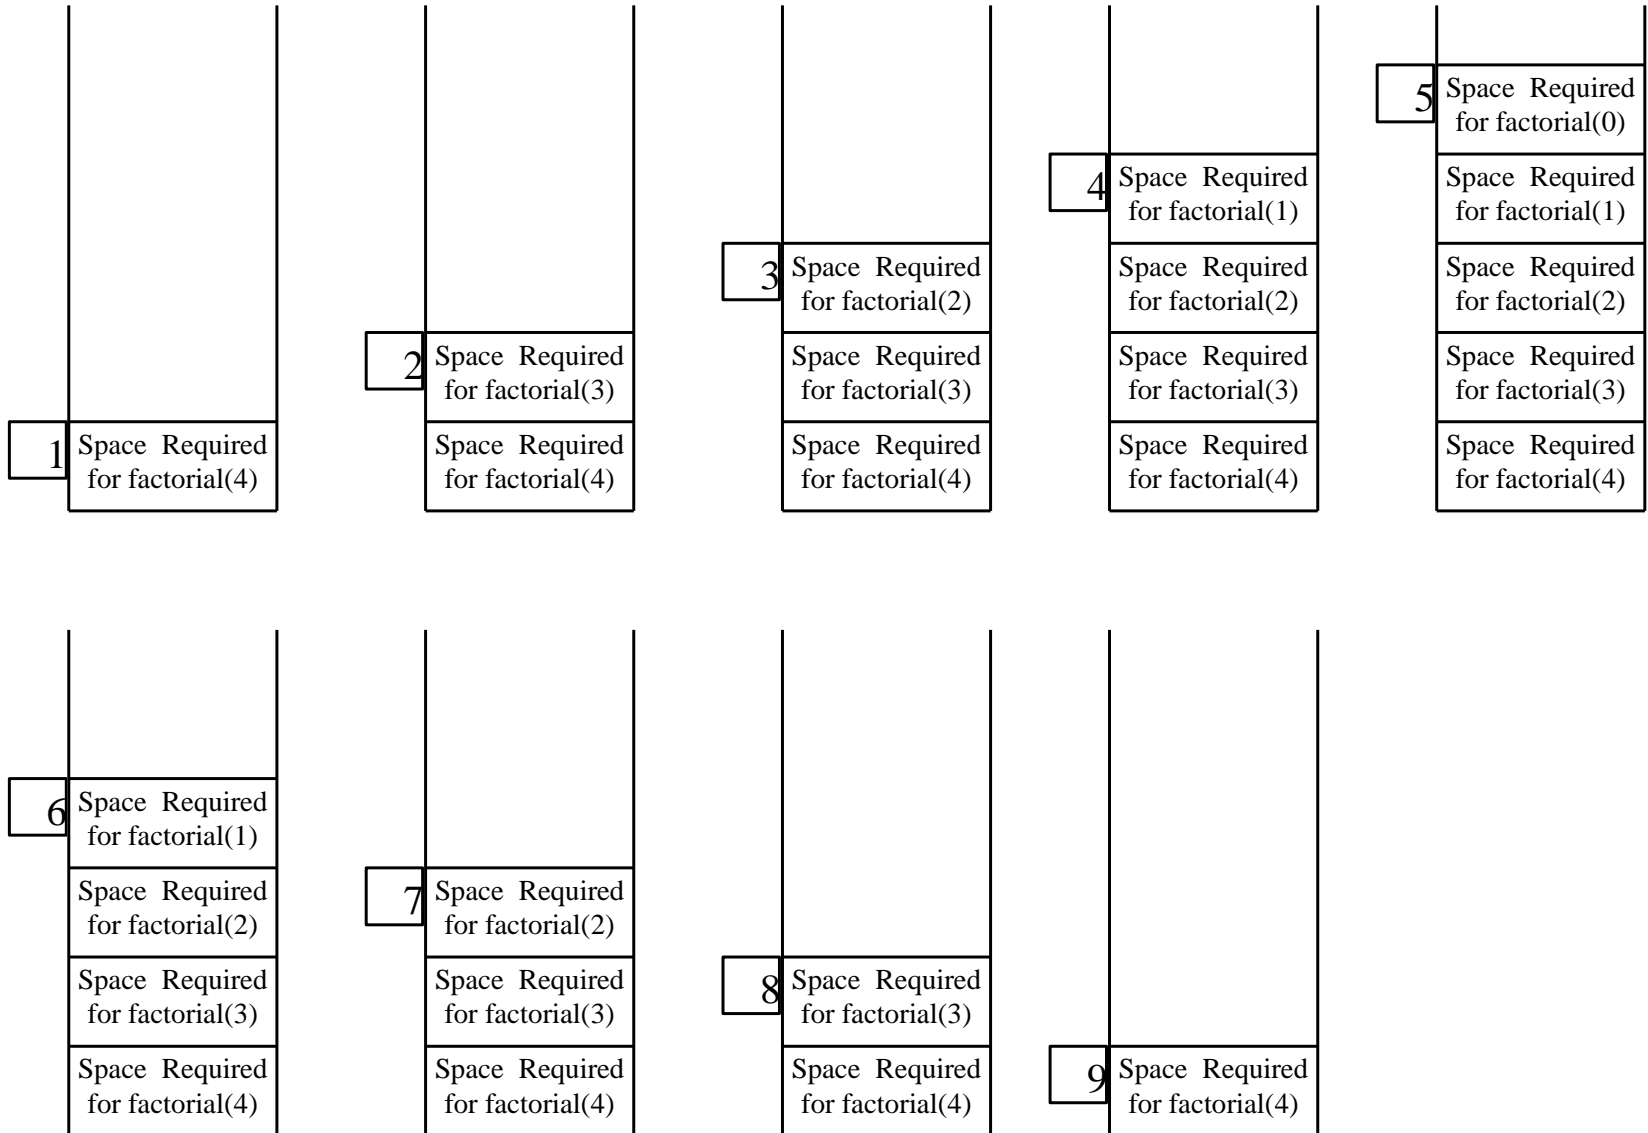 1
Space Required
for factorial(4)
2
Space Required
for factorial(3)
Space Required
for factorial(4)
3
Space Required
for factorial(2)
Space Required
for factorial(3)
Space Required
for factorial(4)
4
Space Required
for factorial(1)
Space Required
for factorial(2)
Space Required
for factorial(3)
Space Required
for factorial(4)
5
Space Required
for factorial(0)
Space Required
for factorial(1)
Space Required
for factorial(2)
Space Required
for factorial(3)
Space Required
for factorial(4)
6
Space Required
for factorial(1)
Space Required
for factorial(2)
Space Required
for factorial(3)
Space Required
for factorial(4)
7
Space Required
for factorial(2)
Space Required
for factorial(3)
Space Required
for factorial(4)
8
Space Required
for factorial(3)
Space Required
for factorial(4)
9
Space Required
for factorial(4)